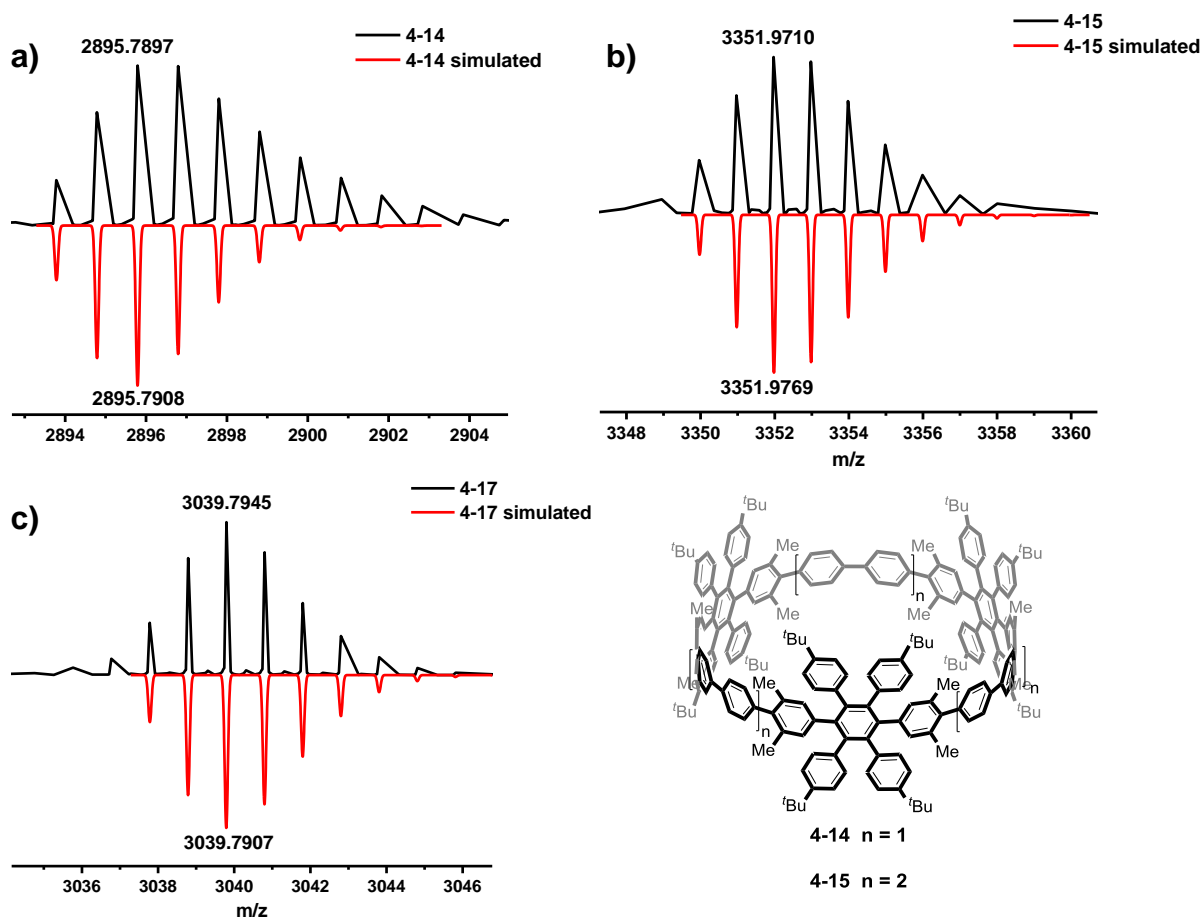 a)
4-14
4-14 simulated
2895.7897
2895.7908
2894 2896 2898 2900 2902 2904
b)
4-15
4-15 simulated
3351.9710
3351.9769
3348 3350 3352 3354 3356 3358 3360
m/z
c)
4-17
4-17 simulated
3039.7945
3039.7907
3036 3038 3040 3042 3044 3046
m/z
tBu
tBu
tBu
Me
Me
tBu
n
Me
Me
Me
Me
tBu
tBu
tBu
tBu
Me
Me
n
tBu
tBu
Me
Me
n
n
Me
Me
tBu
tBu
4-14 n = 1
4-15 n = 2